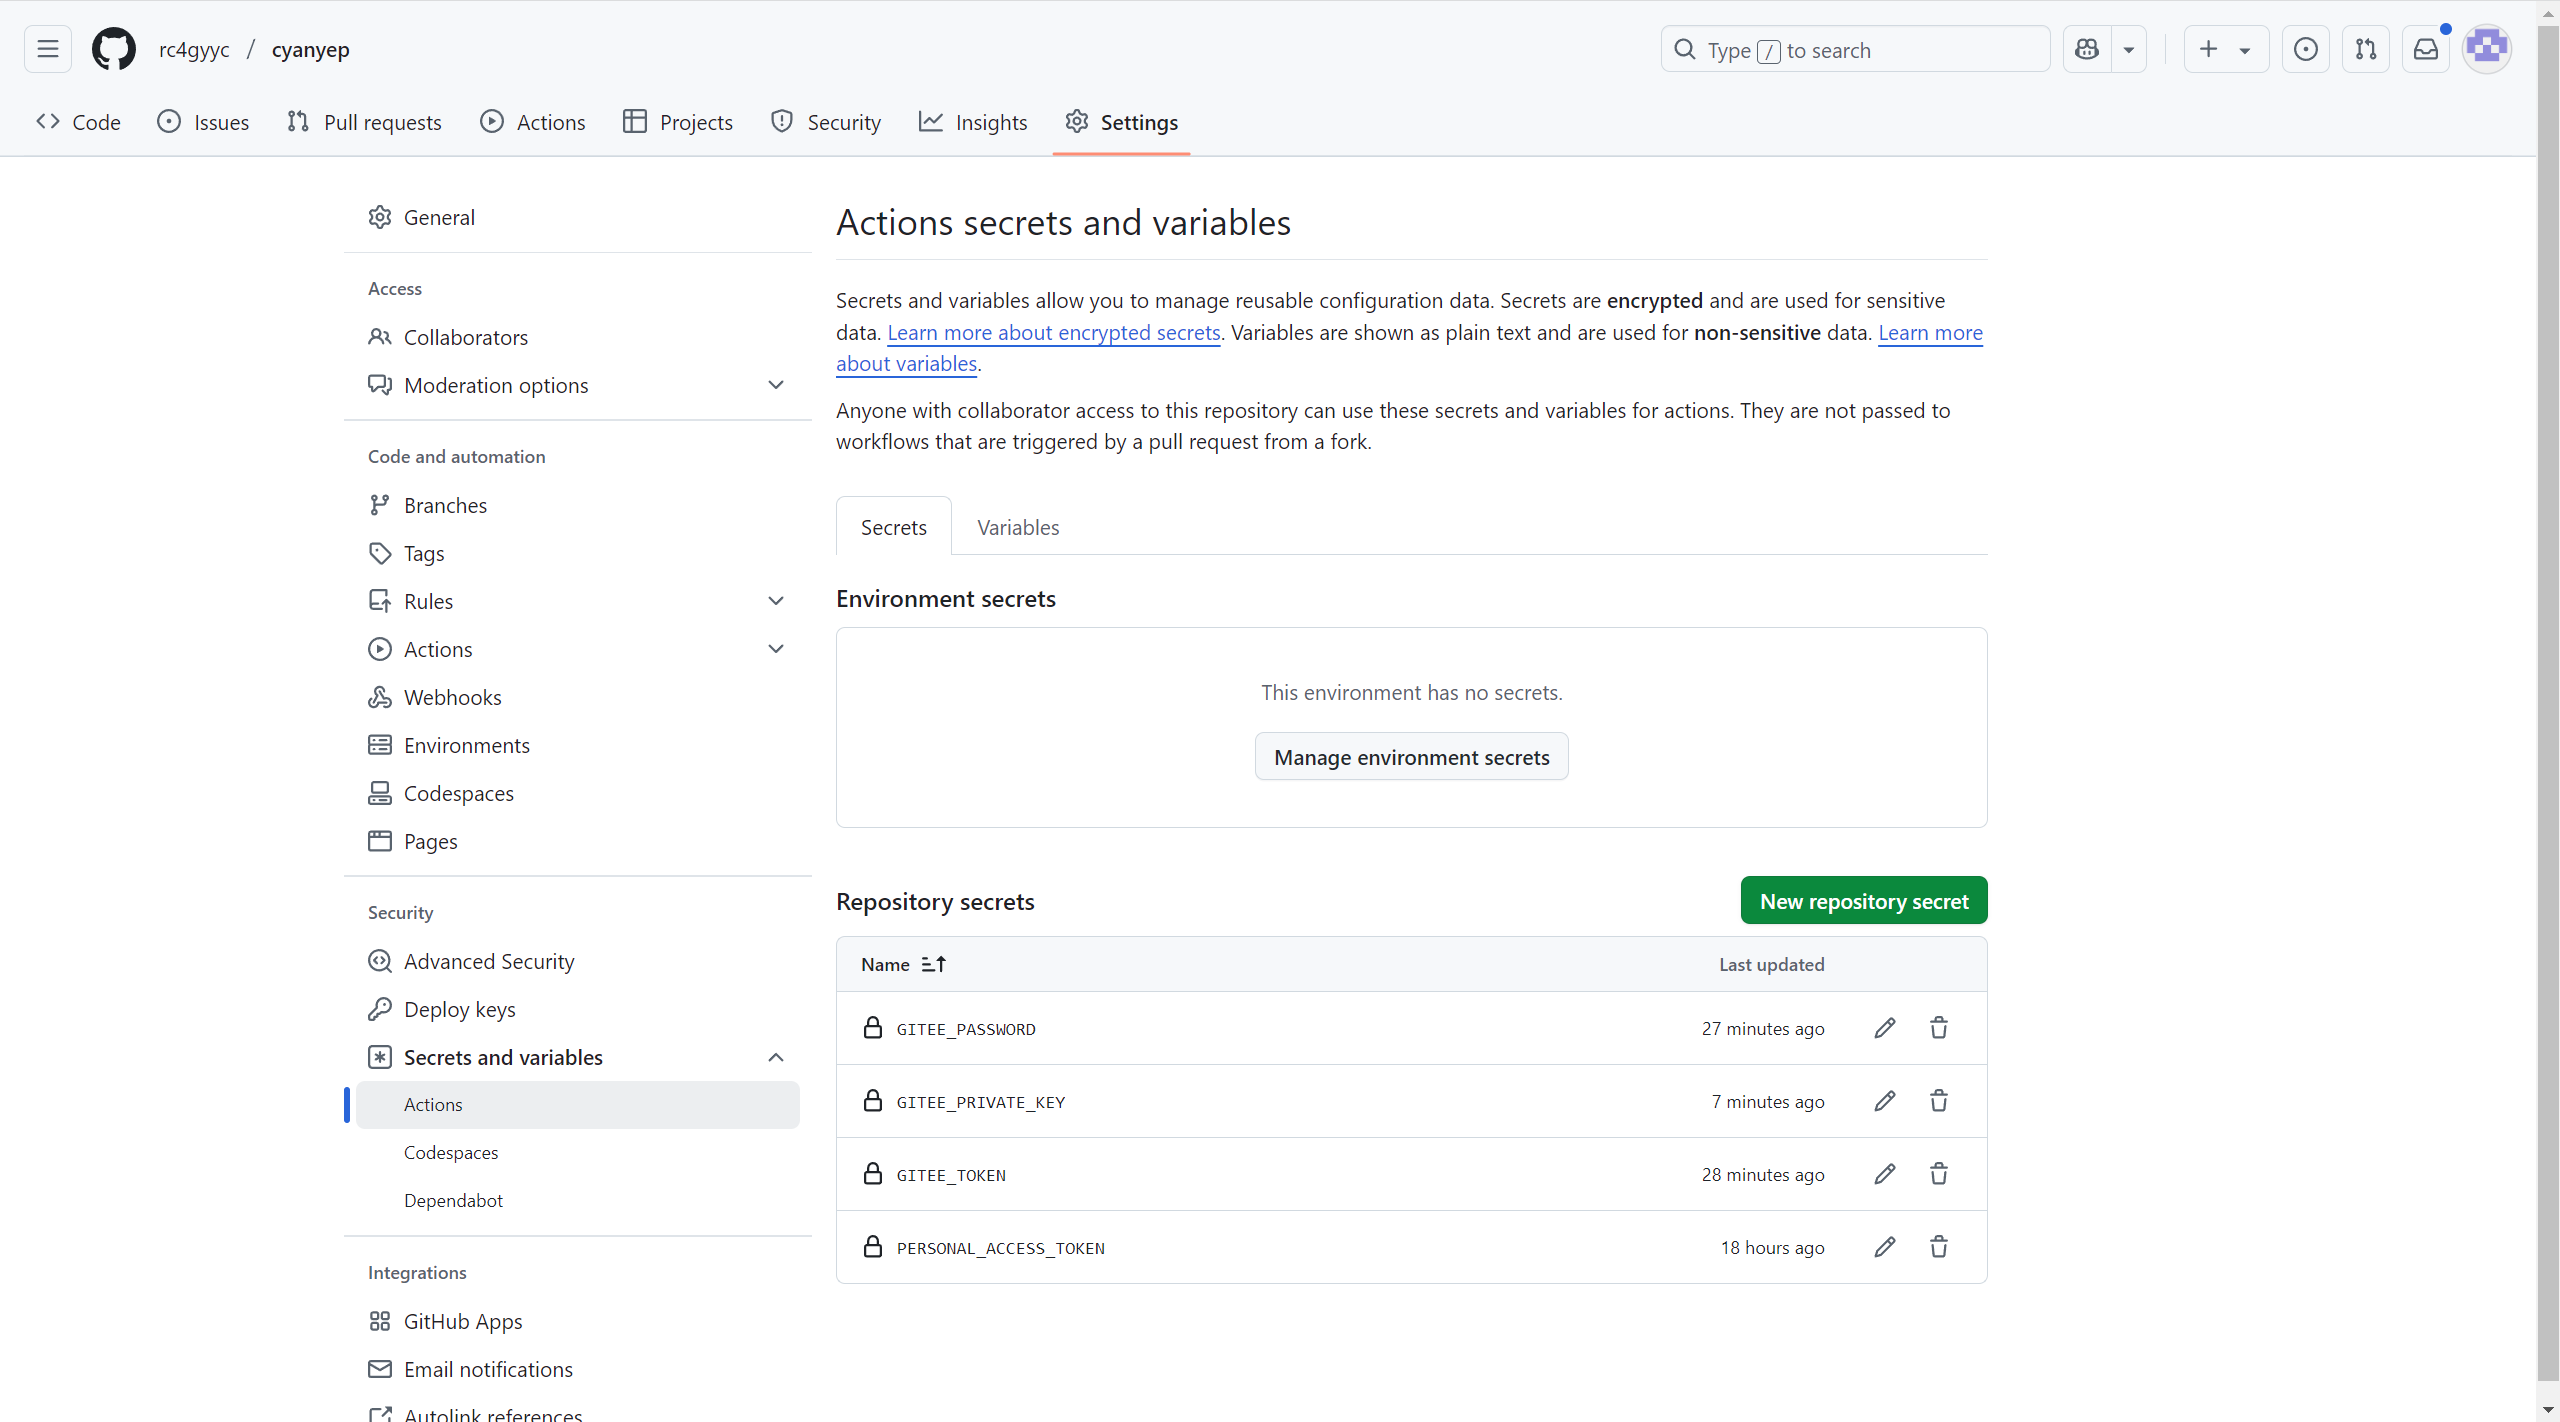 rc4gyyc / cyanyep
Type / to search
Code
Issues
Pull requests
Actions
Projects
Security
Insights
Settings
General
Access
Collaborators
Moderation options
Code and automation
Branches
Tags
Rules
Actions
Webhooks
Environments
Codespaces
Pages
Security
Advanced Security
Deploy keys
Secrets and variables
Actions
Codespaces
Dependabot
Integrations
GitHub Apps
Email notifications
Autolink references
Actions secrets and variables
Secrets and variables allow you to manage reusable configuration data. Secrets are encrypted and are used for sensitive
data. Learn more about encrypted secrets. Variables are shown as plain text and are used for non-sensitive data. Learn more
about variables.
Anyone with collaborator access to this repository can use these secrets and variables for actions. They are not passed to
workflows that are triggered by a pull request from a fork.
Secrets
Variables
Environment secrets
This environment has no secrets.
Manage environment secrets
Repository secrets
New repository secret
Name
Last updated
GITEE_PASSWORD
27 minutes ago
GITEE_PRIVATE_KEY
7 minutes ago
GITEE_TOKEN
28 minutes ago
PERSONAL_ACCESS_TOKEN
18 hours ago